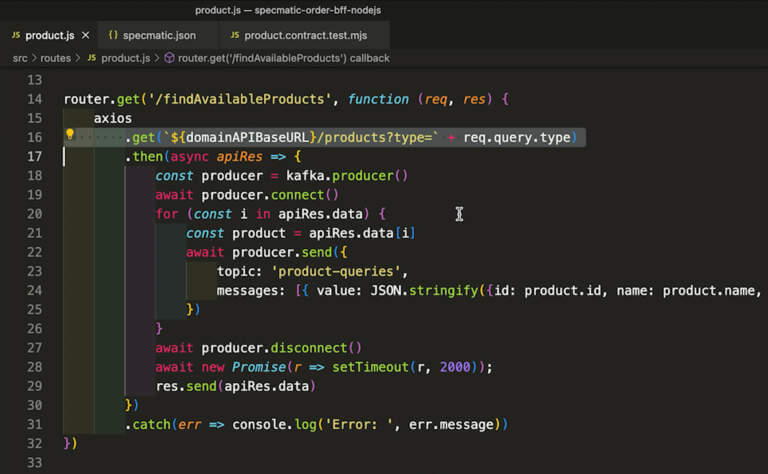 product.js — specmatic-order-bff-nodejs
JS product.js × {} specmatic.json JS product.contract.test.mjs
src > routes > JS product.js > router.get('/findAvailableProducts') callback
13
14 router.get('/findAvailableProducts', function (req, res) {
15 axios
16 .get(`${domainAPIBaseURL}/products?type=` + req.query.type)
17 .then(async apiRes => {
18 const producer = kafka.producer()
19 await producer.connect()
20 for (const i in apiRes.data) {
21 const product = apiRes.data[i]
22 await producer.send({
23 topic: 'product-queries',
24 messages: [{ value: JSON.stringify({id: product.id, name: product.name,
25 })
26 }
27 await producer.disconnect()
28 await new Promise(r => setTimeout(r, 2000));
29 res.send(apiRes.data)
30 })
31 .catch(err => console.log('Error: ', err.message))
32 })
33